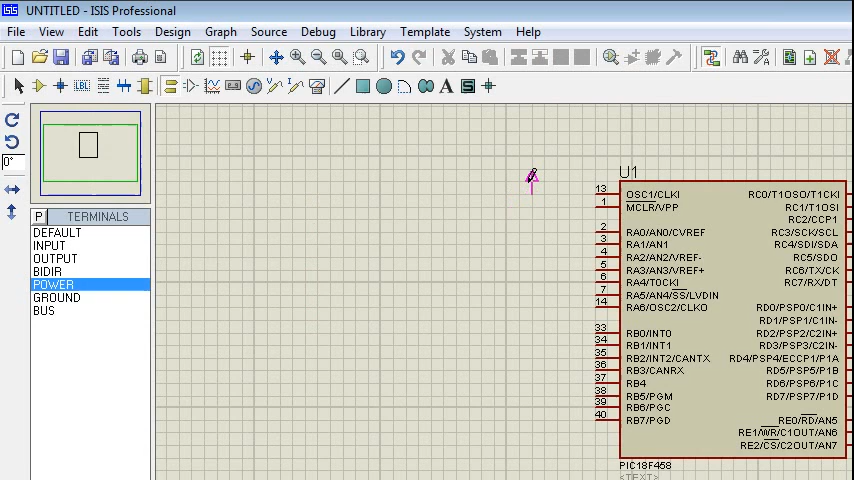 UNTITLED - ISIS Professional
File View Edit Tools Design Graph Source Debug Library Template System Help
LBL
A S
0°
P TERMINALS
DEFAULT
INPUT
OUTPUT
BIDIR
POWER
GROUND
BUS
U1
13 OSC1/CLKI RC0/T1OSO/T1CKI
1 MCLR/VPP RC1/T1OSI
RC2/CCP1
2 RA0/AN0/CVREF RC3/SCK/SCL
3 RA1/AN1 RC4/SDI/SDA
4 RA2/AN2/VREF- RC5/SDO
5 RA3/AN3/VREF+ RC6/TX/CK
6 RA4/T0CKI RC7/RX/DT
7 RA5/AN4/SS/LVDIN
14 RA6/OSC2/CLKO RD0/PSP0/C1IN+
RD1/PSP1/C1IN-
33 RB0/INT0 RD2/PSP2/C2IN+
34 RB1/INT1 RD3/PSP3/C2IN-
35 RB2/INT2/CANTX RD4/PSP4/ECCP1/P1A
36 RB3/CANRX RD5/PSP5/P1B
37 RB4 RD6/PSP6/P1C
38 RB5/PGM RD7/PSP7/P1D
39 RB6/PGC
40 RB7/PGD RE0/RD/AN5
RE1/WR/C1OUT/AN6
RE2/CS/C2OUT/AN7
PIC18F458
<TEXT>